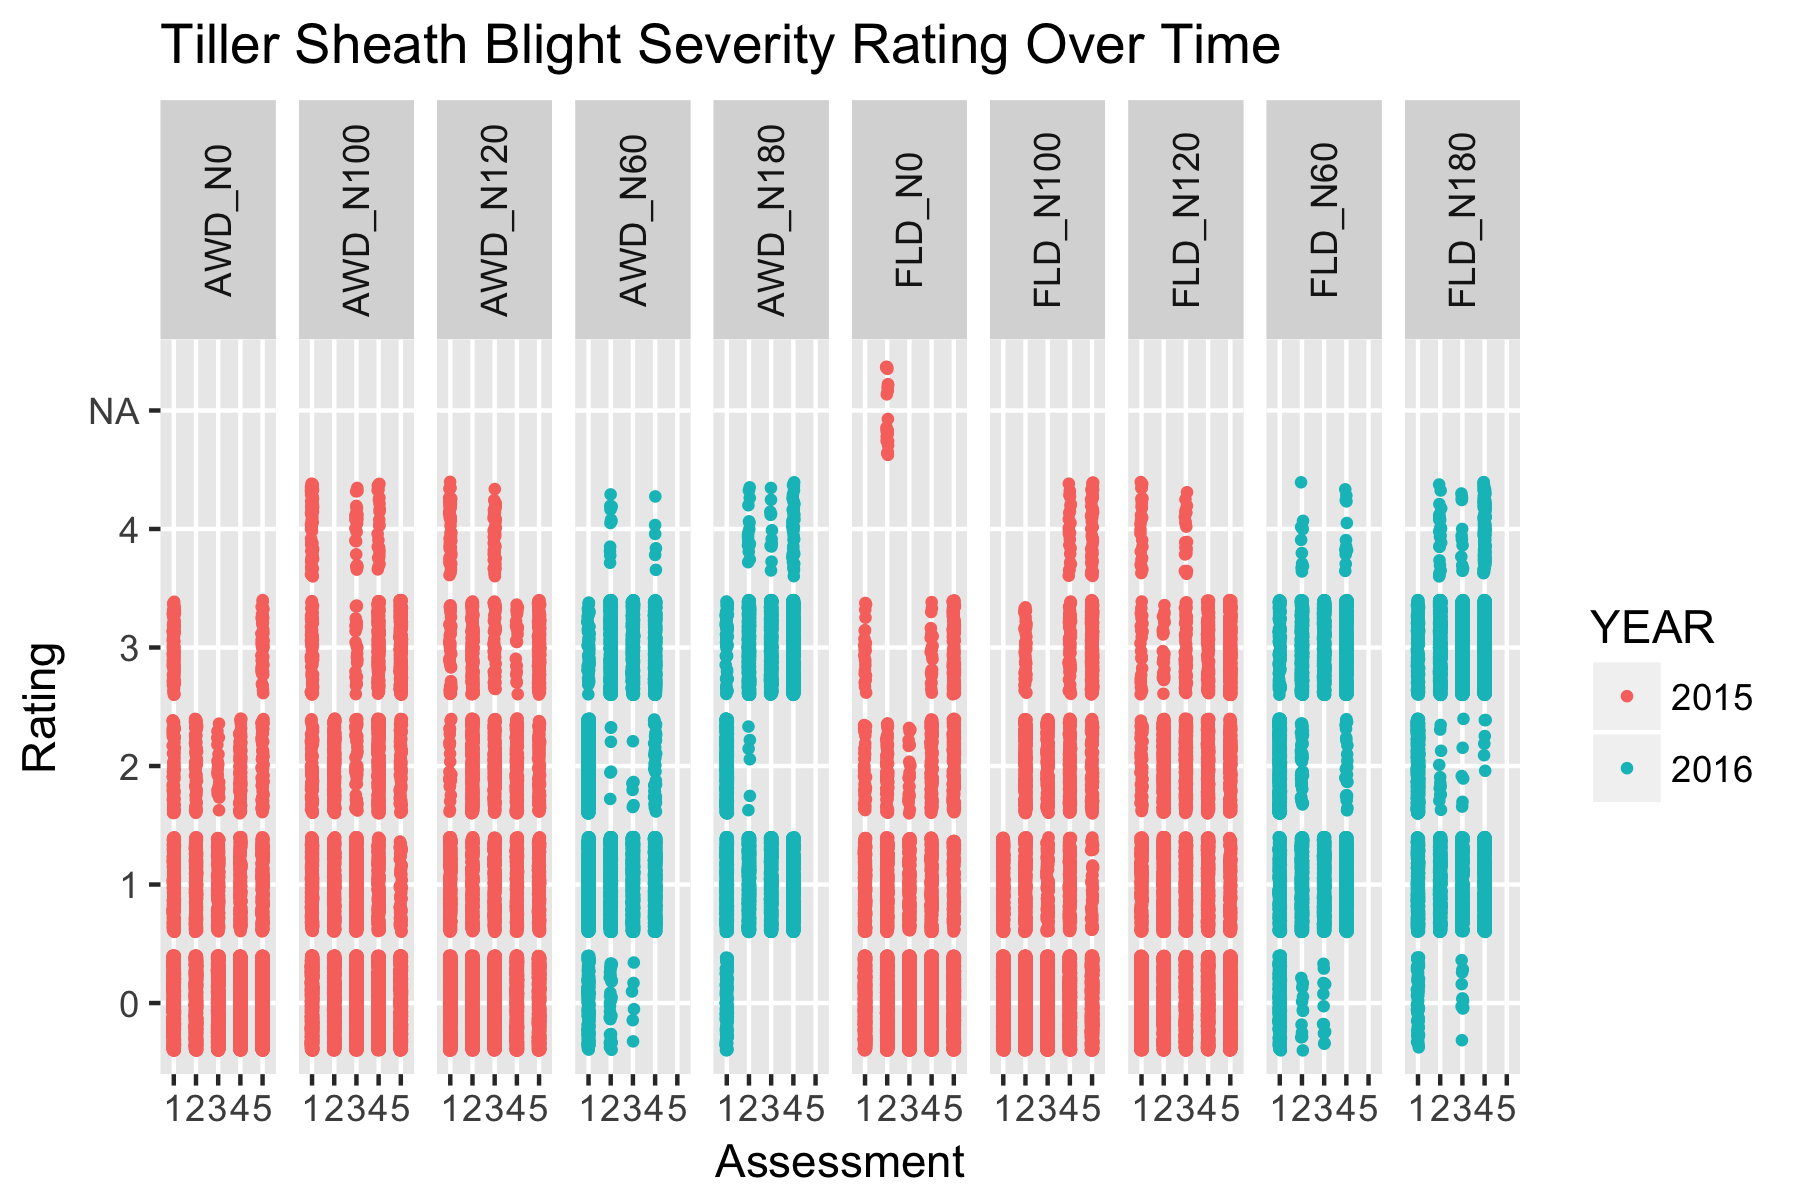 Tiller Sheath Blight Severity Rating Over Time
AWD_N0
AWD_N100
AWD_N120
AWD_N60
AWD_N180
FLD_N0
FLD_N100
FLD_N120
FLD_N60
FLD_N180
NA
4
3
2
1
0
Rating
12345 12345 12345 12345 12345 12345 12345 12345 12345 12345
Assessment
YEAR
2015
2016